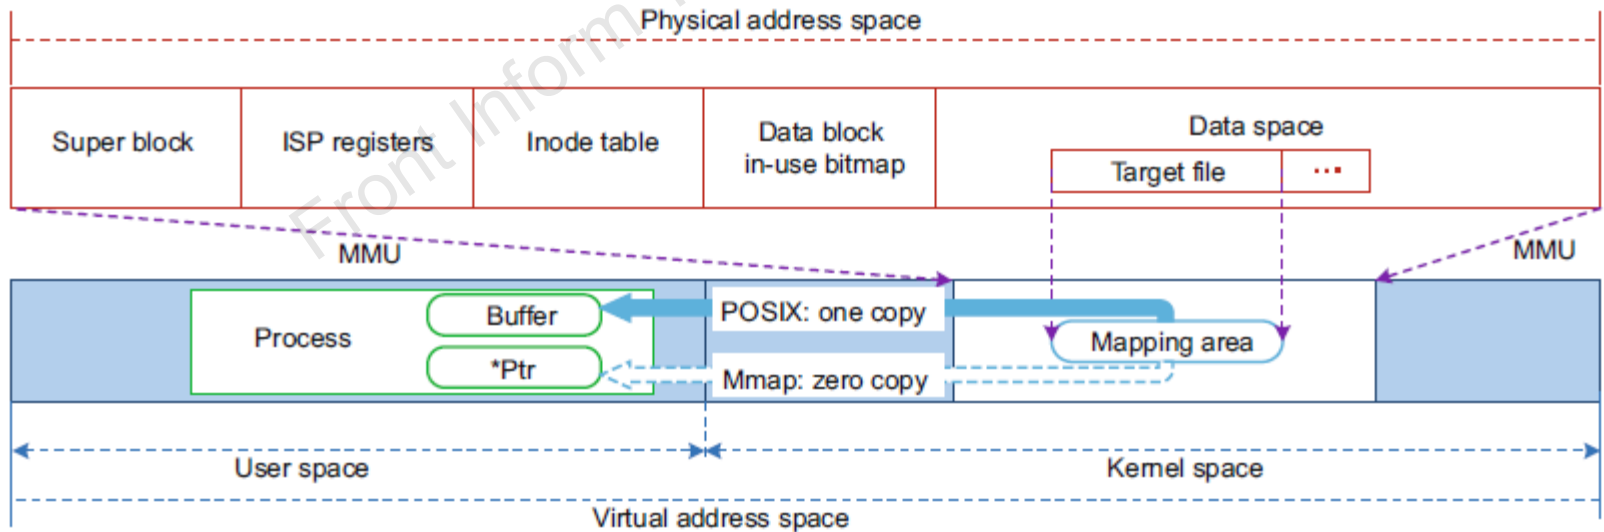 Physical address space
Front Inform
Super block
ISP registers
Inode table
Data block
in-use bitmap
Data space
Target file
...
MMU
MMU
Process
Buffer
*Ptr
POSIX: one copy
Mmap: zero copy
Mapping area
User space
Kernel space
Virtual address space